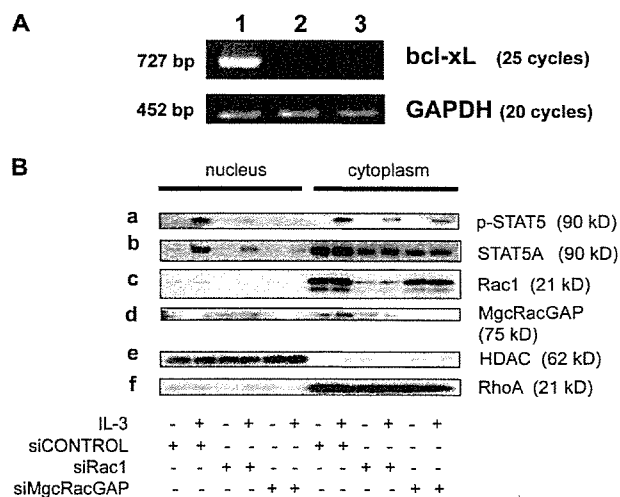 A
1 2 3
727 bp bcl-xL (25 cycles)
452 bp GAPDH (20 cycles)
B
nucleus cytoplasm
a p-STAT5 (90 kD)
b STAT5A (90 kD)
c Rac1 (21 kD)
d MgcRacGAP
(75 kD)
e HDAC (62 kD)
f RhoA (21 kD)
IL-3 - + - + - + - + - + - +
siCONTROL + + - - - - + + - - - -
siRac1 - - + + - - - - + + - -
siMgcRacGAP - - - - + + - - - - + +